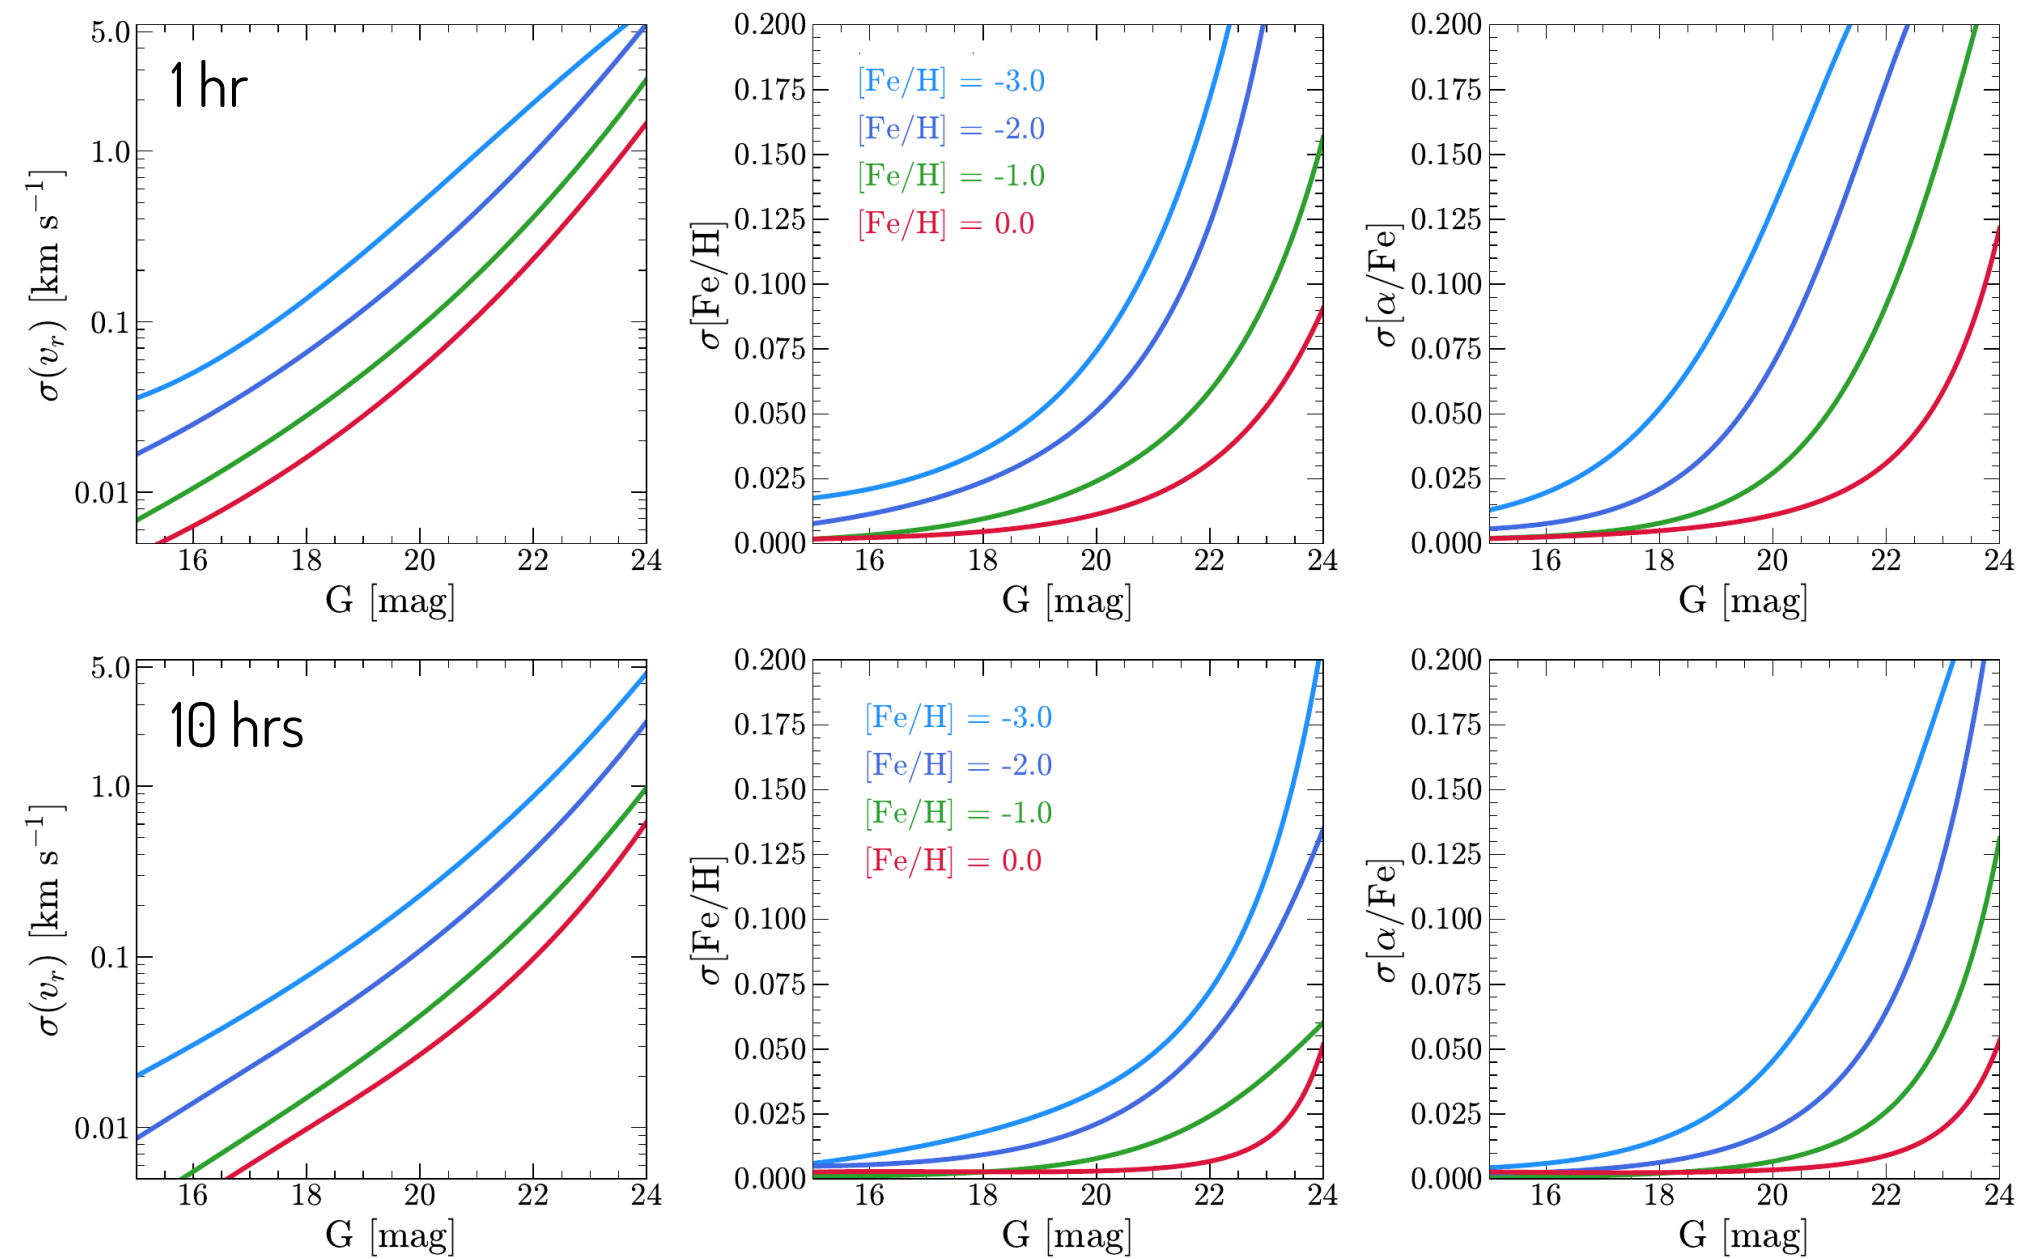 1 hr
5.0
1.0
0.1
0.01
σ(v_r) [km s⁻¹]
16 18 20 22 24
G [mag]
0.200
0.175
0.150
0.125
0.100
0.075
0.050
0.025
0.000
σ[Fe/H]
[Fe/H] = -3.0
[Fe/H] = -2.0
[Fe/H] = -1.0
[Fe/H] = 0.0
16 18 20 22 24
G [mag]
0.200
0.175
0.150
0.125
0.100
0.075
0.050
0.025
0.000
σ[α/Fe]
16 18 20 22 24
G [mag]
10 hrs
5.0
1.0
0.1
0.01
σ(v_r) [km s⁻¹]
16 18 20 22 24
G [mag]
0.200
0.175
0.150
0.125
0.100
0.075
0.050
0.025
0.000
σ[Fe/H]
[Fe/H] = -3.0
[Fe/H] = -2.0
[Fe/H] = -1.0
[Fe/H] = 0.0
16 18 20 22 24
G [mag]
0.200
0.175
0.150
0.125
0.100
0.075
0.050
0.025
0.000
σ[α/Fe]
16 18 20 22 24
G [mag]